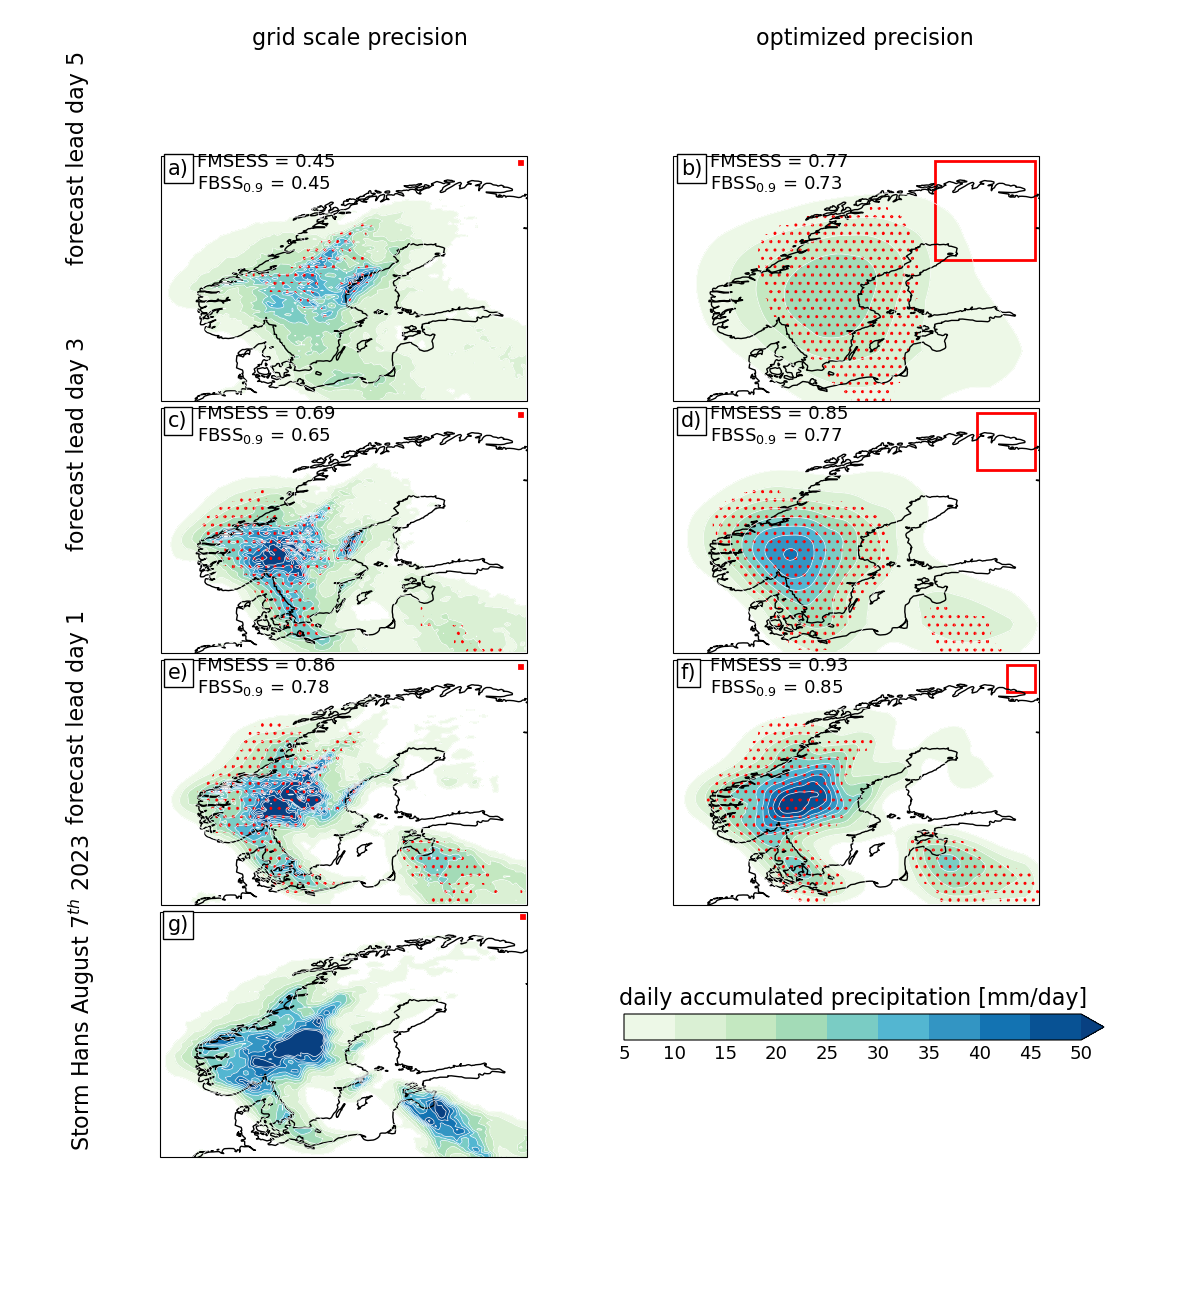 grid scale precision
optimized precision
forecast lead day 5
a) FMSESS = 0.45
FBSS0.9 = 0.45
b) FMSESS = 0.77
FBSS0.9 = 0.73
forecast lead day 3
c) FMSESS = 0.69
FBSS0.9 = 0.65
d) FMSESS = 0.85
FBSS0.9 = 0.77
forecast lead day 1
e) FMSESS = 0.86
FBSS0.9 = 0.78
f) FMSESS = 0.93
FBSS0.9 = 0.85
Storm Hans August 7th 2023
g)
daily accumulated precipitation [mm/day]
5 10 15 20 25 30 35 40 45 50